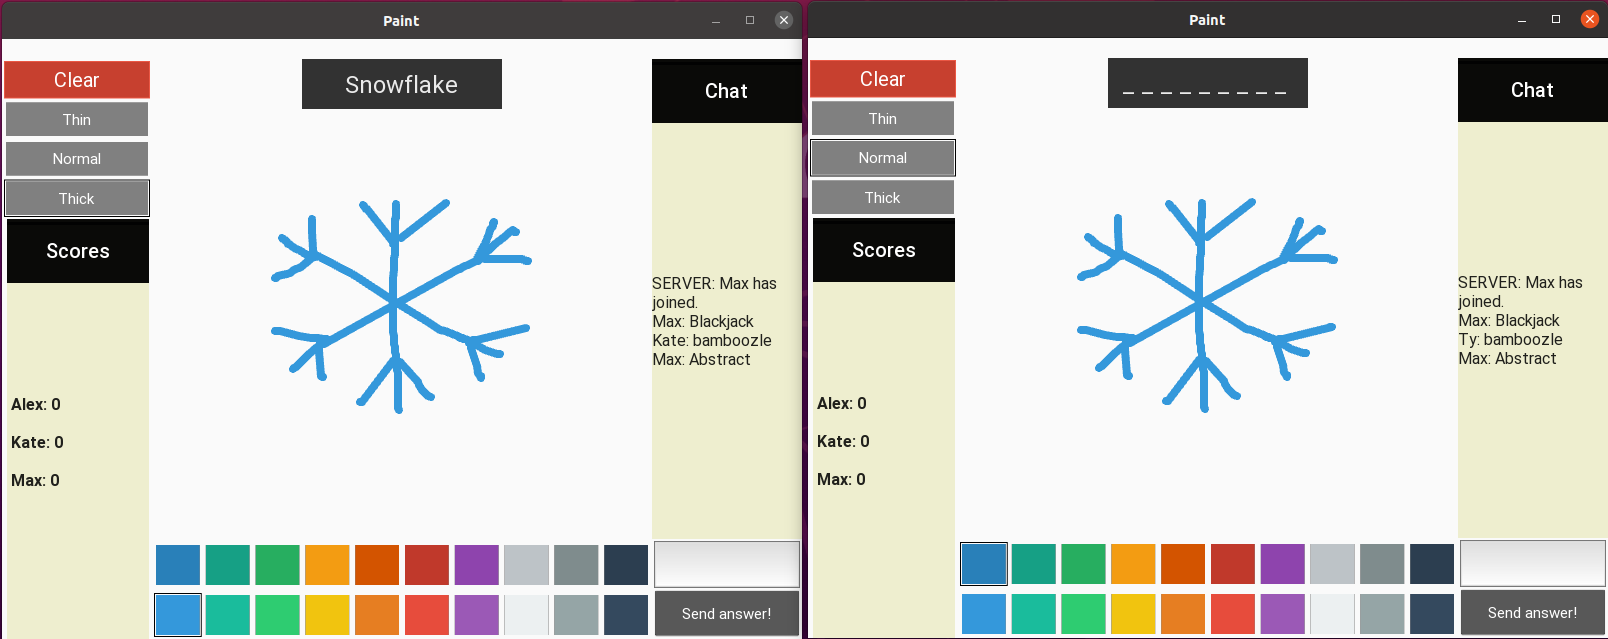 Paint
Clear
Snowflake
Chat
Thin
Normal
Thick
Scores
SERVER: Max has
joined.
Max: Blackjack
Kate: bamboozle
Max: Abstract
Alex: 0
Kate: 0
Max: 0
Send answer!
Paint
Clear
_ _ _ _ _ _ _ _ _
Chat
Thin
Normal
Thick
Scores
SERVER: Max has
joined.
Max: Blackjack
Ty: bamboozle
Max: Abstract
Alex: 0
Kate: 0
Max: 0
Send answer!